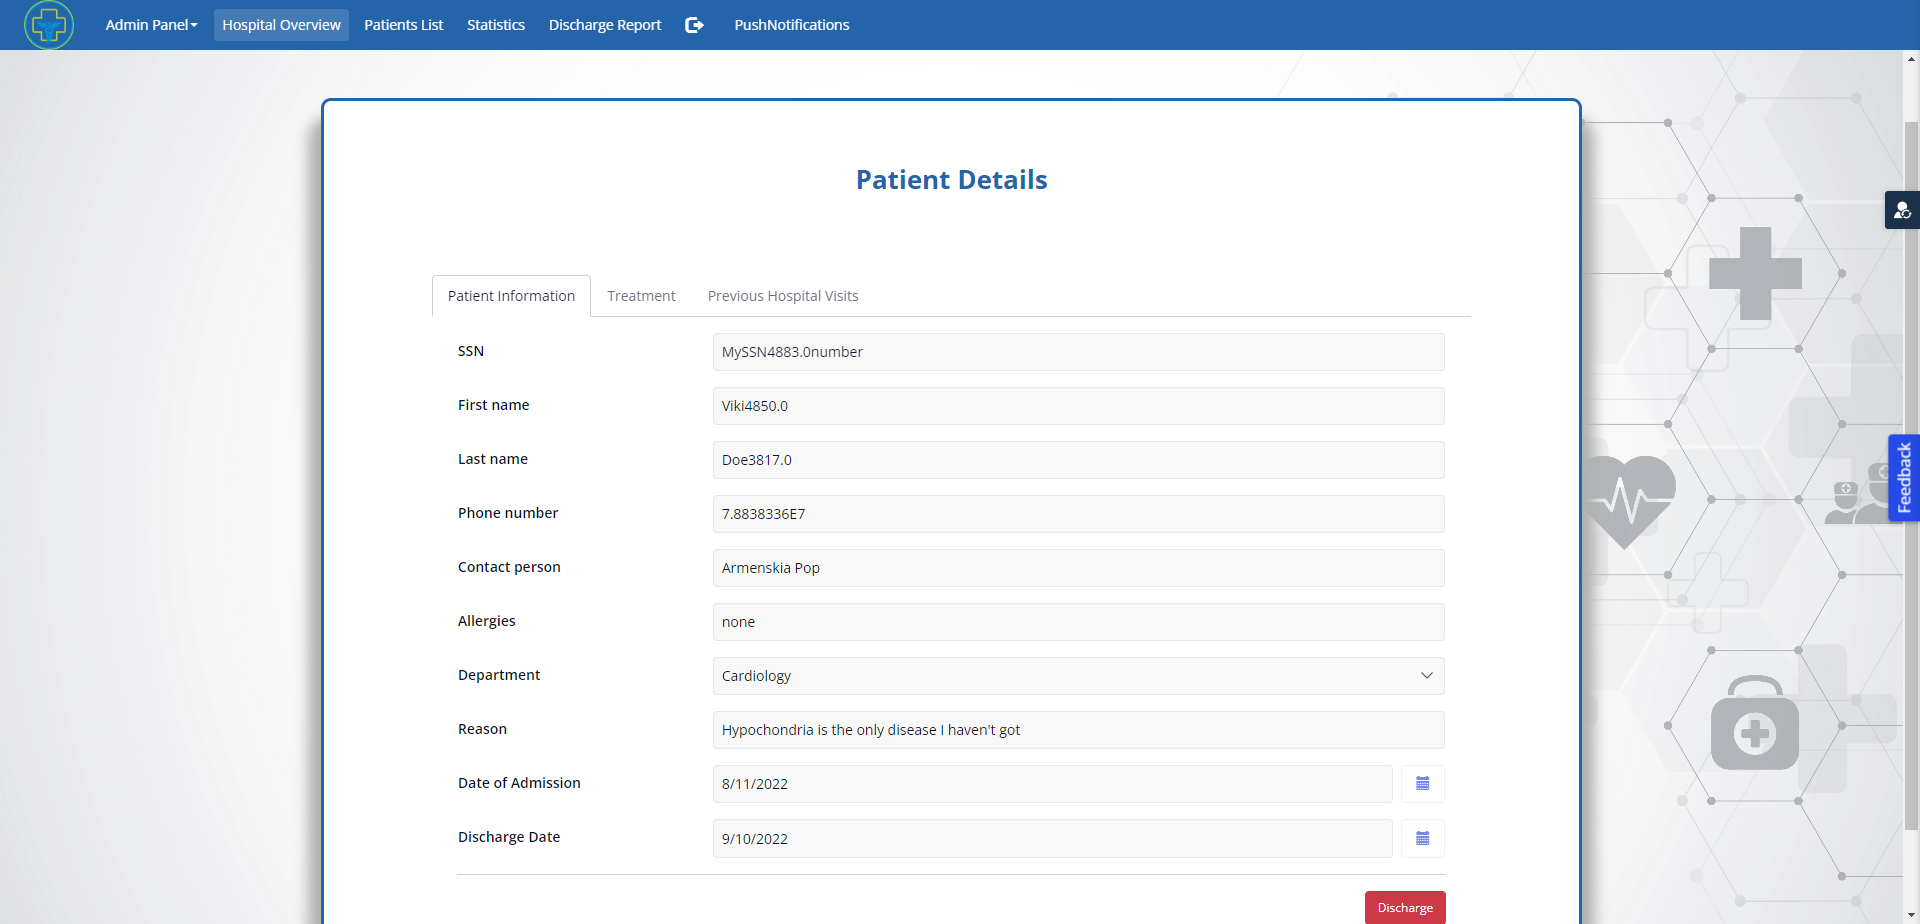 Admin Panel Hospital Overview Patients List Statistics Discharge Report PushNotifications
Patient Details
Patient Information Treatment Previous Hospital Visits
SSN MySSN4883.0number
First name Viki4850.0
Last name Doe3817.0
Phone number 7.8838336E7
Contact person Armenskia Pop
Allergies none
Department Cardiology
Reason Hypochondria is the only disease I haven't got
Date of Admission 8/11/2022
Discharge Date 9/10/2022
Discharge
Feedback